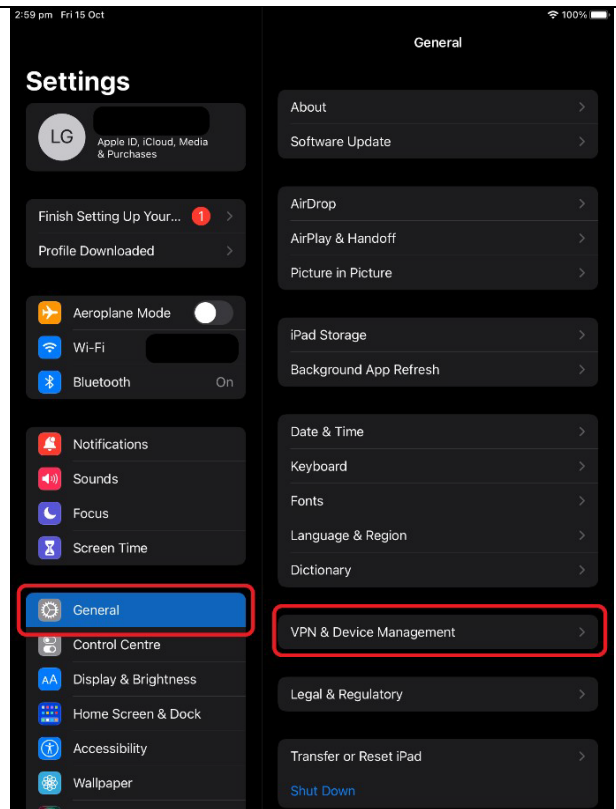 2:59 pm Fri 15 Oct
100%
Settings
LG
Apple ID, iCloud, Media
& Purchases
Finish Setting Up Your... 1
Profile Downloaded
Aeroplane Mode
Wi-Fi
Bluetooth On
Notifications
Sounds
Focus
Screen Time
General
Control Centre
AA Display & Brightness
Home Screen & Dock
Accessibility
Wallpaper
General
About
Software Update
AirDrop
AirPlay & Handoff
Picture in Picture
iPad Storage
Background App Refresh
Date & Time
Keyboard
Fonts
Language & Region
Dictionary
VPN & Device Management
Legal & Regulatory
Transfer or Reset iPad
Shut Down